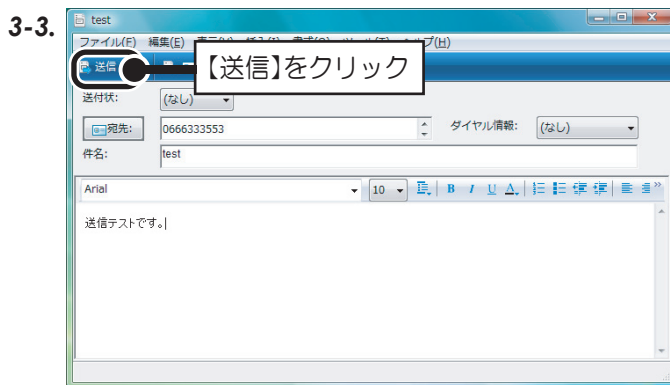 3-3.
test
ファイル(F) 編集(E) ヘルプ(H)
送信
【送信】をクリック
送付状: (なし)
宛先: 0666333553 ダイヤル情報: (なし)
件名: test
Arial 10 B I U A
送信テストです。